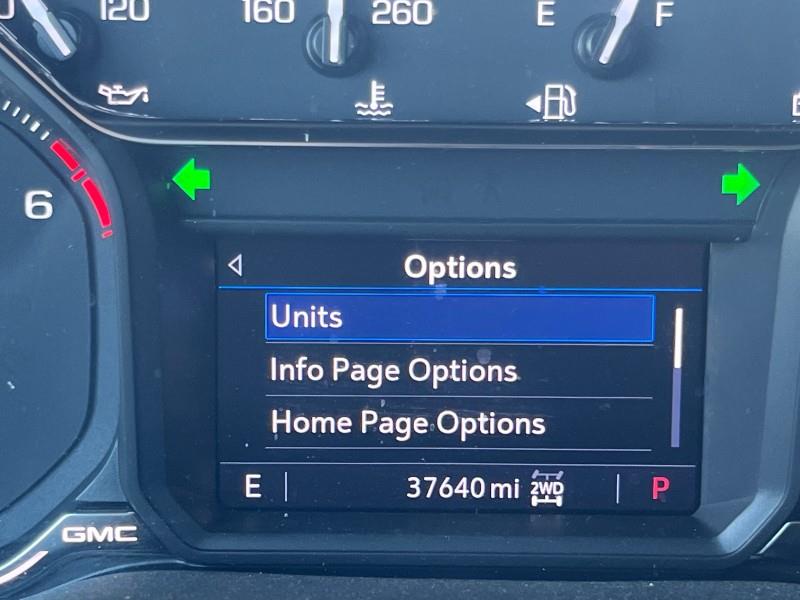 120 160 260 E F
6
Options
Units
Info Page Options
Home Page Options
E 37640 mi 2WD P
GMC